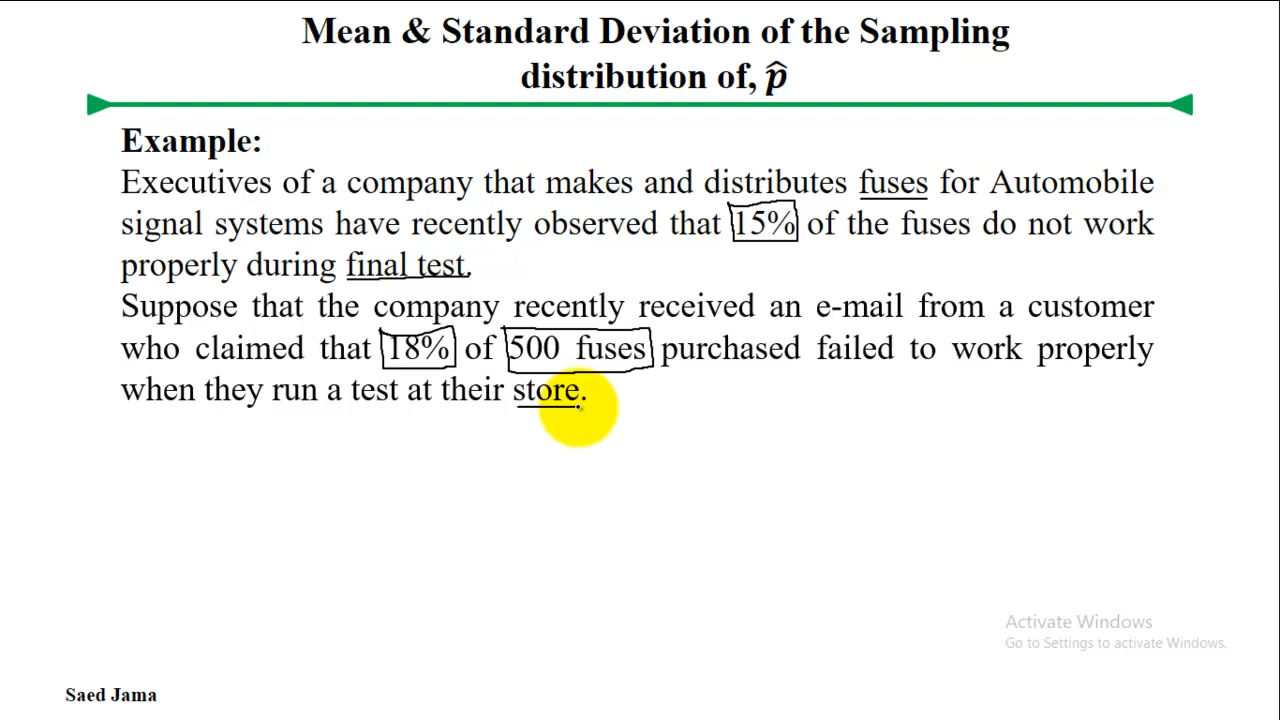 Mean & Standard Deviation of the Sampling
distribution of, p̂
Example:
Executives of a company that makes and distributes fuses for Automobile
signal systems have recently observed that 15% of the fuses do not work
properly during final test.
Suppose that the company recently received an e-mail from a customer
who claimed that 18% of 500 fuses purchased failed to work properly
when they run a test at their store.
Activate Windows
Go to Settings to activate Windows.
Saed Jama